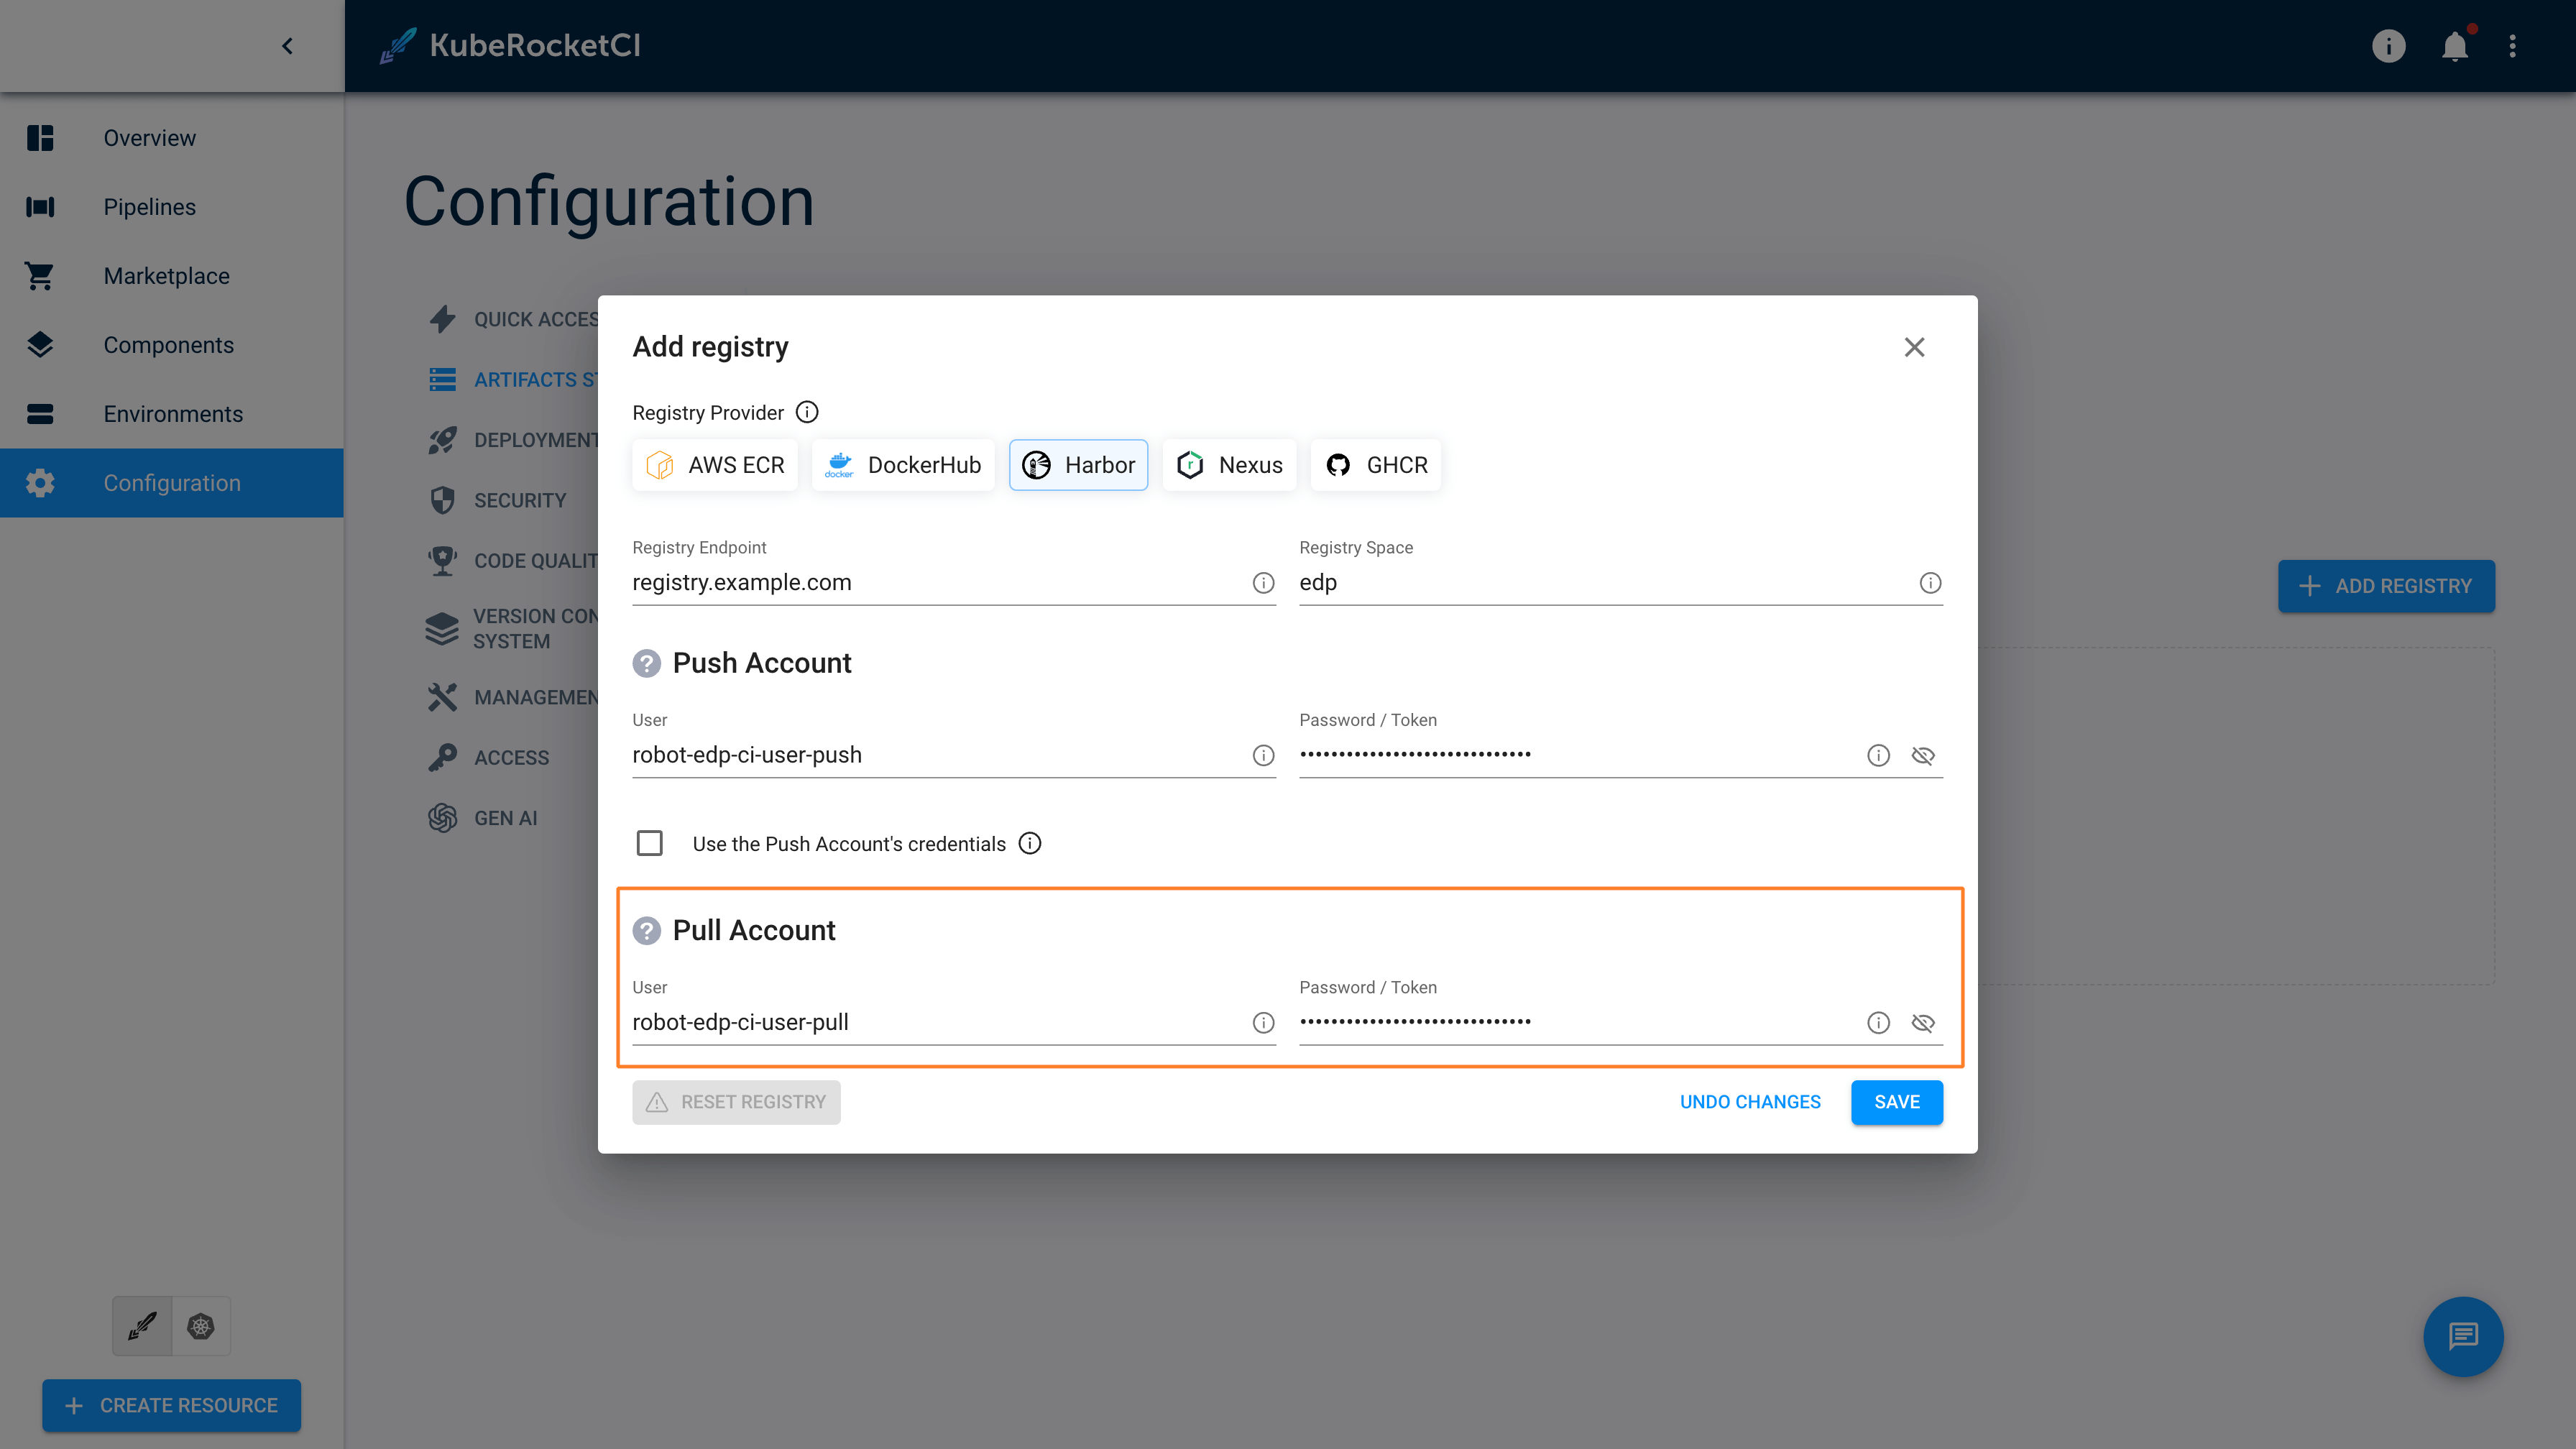 KubeRocketCI
Overview
Pipelines
Marketplace
Components
Environments
Configuration
CREATE RESOURCE
Configuration
QUICK ACCES
ARTIFACTS ST
DEPLOYMENT
SECURITY
CODE QUALIT
VERSION CON
SYSTEM
MANAGEMEN
ACCESS
GEN AI
ADD REGISTRY
Add registry
Registry Provider
AWS ECR
docker DockerHub
Harbor
r Nexus
GHCR
Registry Endpoint
registry.example.com
Registry Space
edp
Push Account
User
robot-edp-ci-user-push
Password / Token
••••••••••••••••••••••••••••••
Use the Push Account's credentials
Pull Account
User
robot-edp-ci-user-pull
Password / Token
••••••••••••••••••••••••••••••
RESET REGISTRY
UNDO CHANGES
SAVE